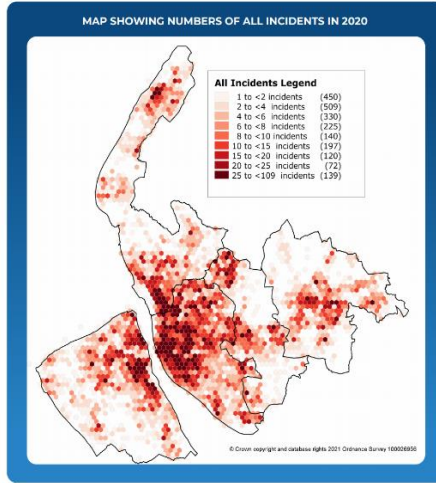 MAP SHOWING NUMBERS OF ALL INCIDENTS IN 2020
All Incidents Legend
1 to <2 incidents (450)
2 to <4 incidents (509)
4 to <6 incidents (330)
6 to <8 incidents (225)
8 to <10 incidents (140)
10 to <15 incidents (197)
15 to <20 incidents (120)
20 to <25 incidents (72)
25 to <109 incidents (139)
© Crown copyright and database rights 2021 Ordnance Survey 100026956